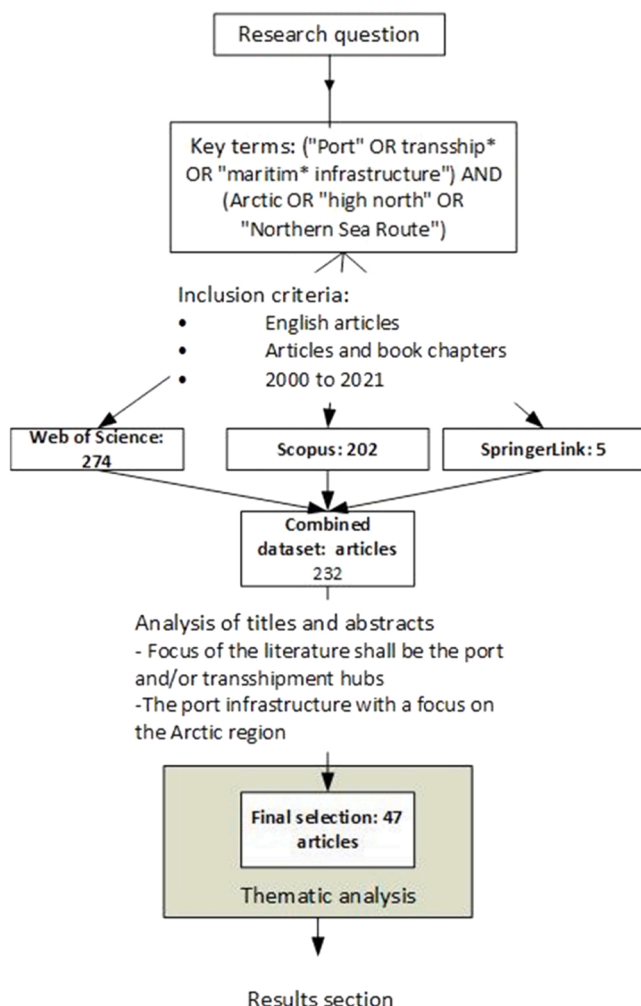 Research question
Key terms: ("Port" OR transship*
OR "maritim* infrastructure") AND
(Arctic OR "high north" OR
"Northern Sea Route")
Inclusion criteria:
• English articles
• Articles and book chapters
• 2000 to 2021
Web of Science:
274
Scopus: 202
SpringerLink: 5
Combined
dataset: articles
232
Analysis of titles and abstracts
- Focus of the literature shall be the port
and/or transshipment hubs
-The port infrastructure with a focus on
the Arctic region
Final selection: 47
articles
Thematic analysis
Results section